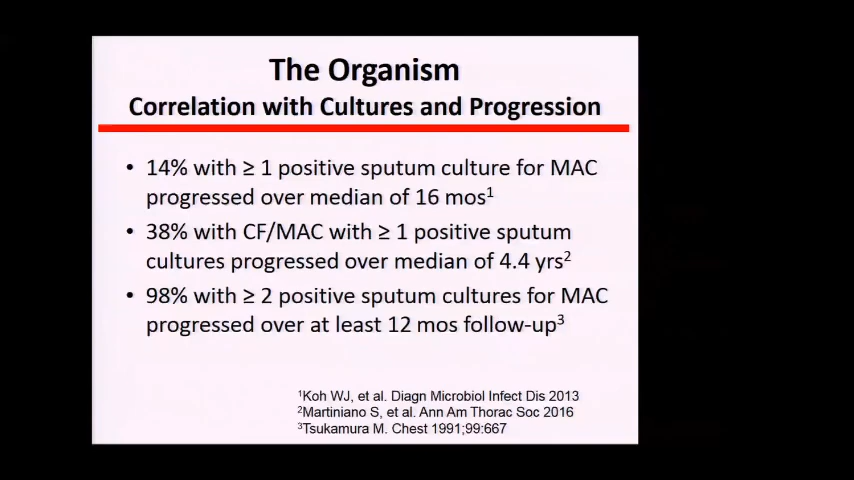 The Organism
Correlation with Cultures and Progression
• 14% with ≥ 1 positive sputum culture for MAC
progressed over median of 16 mos¹
• 38% with CF/MAC with ≥ 1 positive sputum
cultures progressed over median of 4.4 yrs²
• 98% with ≥ 2 positive sputum cultures for MAC
progressed over at least 12 mos follow-up³
¹Koh WJ, et al. Diagn Microbiol Infect Dis 2013
²Martiniano S, et al. Ann Am Thorac Soc 2016
³Tsukamura M. Chest 1991;99:667